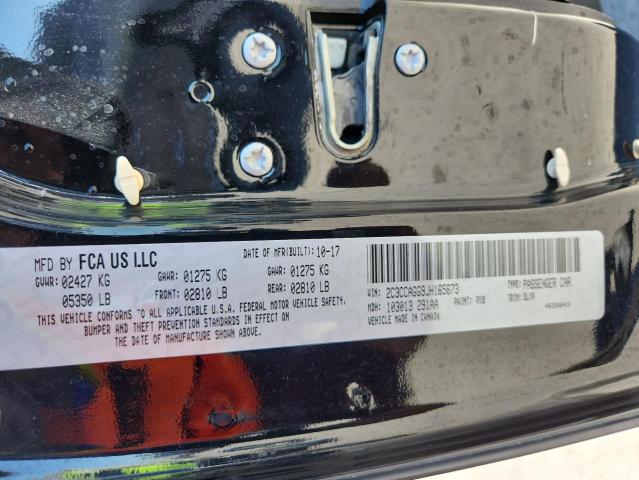 MFD BY FCA US LLC DATE OF MFR(BUILT): 10-17
GVWR: 02427 KG GAWR: 01275 KG GAWR: 01275 KG
05350 LB FRONT: 02810 LB REAR: 02810 LB
THIS VEHICLE CONFORMS TO ALL APPLICABLE U.S.A. FEDERAL MOTOR VEHICLE SAFETY,
BUMPER AND THEFT PREVENTION STANDARDS IN EFFECT ON
THE DATE OF MANUFACTURE SHOWN ABOVE.
VIN: 2C3CCAGG9JH165673 TYPE: PASSENGER CAR
MDH: 103013 291AA PAINT: PX8 TRIM: DLX9
VEHICLE MADE IN CANADA